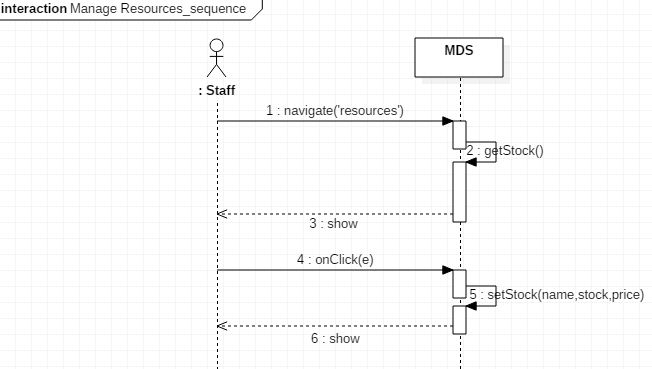 interaction Manage Resources_sequence
MDS
: Staff
1 : navigate('resources')
2 : getStock()
3 : show
4 : onClick(e)
5 : setStock(name,stock,price)
6 : show